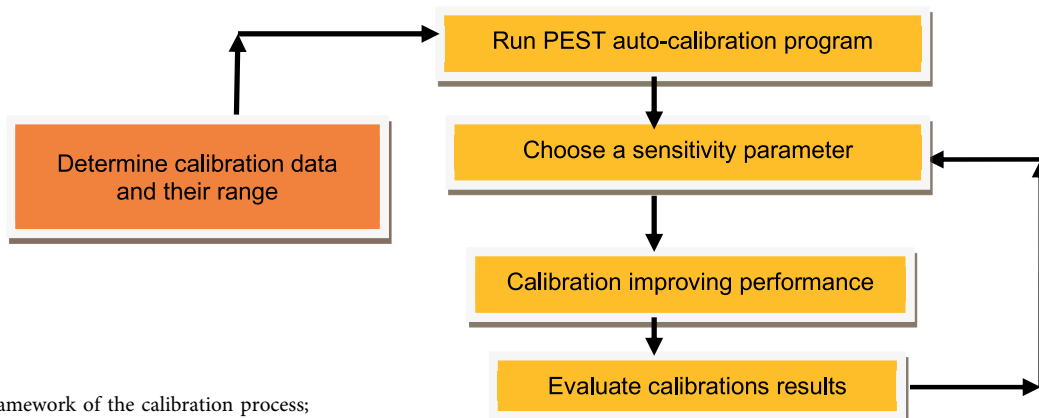 Run PEST auto-calibration program
Determine calibration data
and their range
Choose a sensitivity parameter
Calibration improving performance
Evaluate calibrations results
of the calibration process;